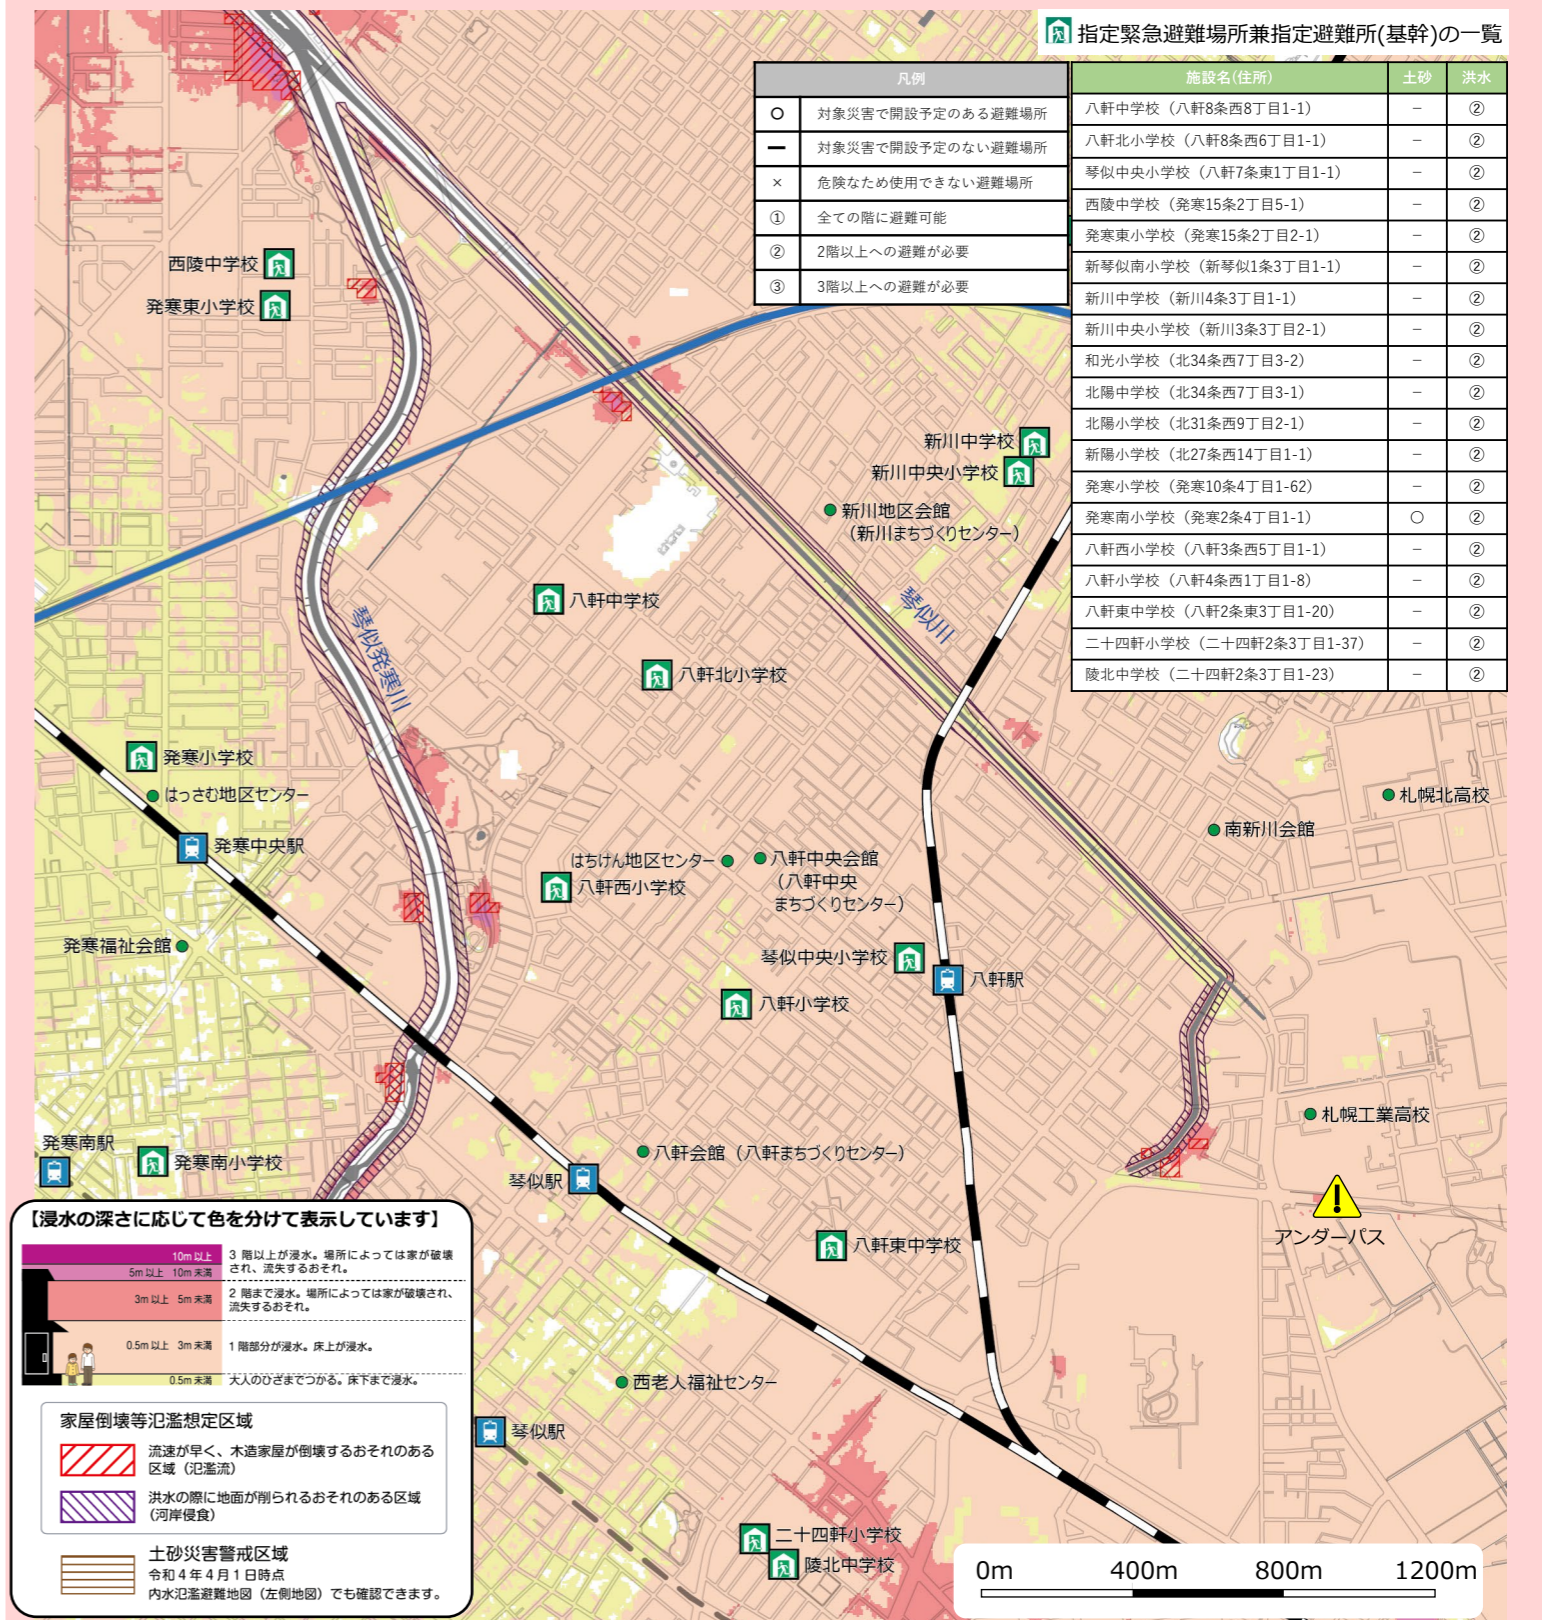 指定緊急避難場所兼指定避難所(基幹)の一覧
凡例
○ 対象災害で開設予定のある避難場所
ー 対象災害で開設予定のない避難場所
× 危険なため使用できない避難場所
① 全ての階に避難可能
② 2階以上への避難が必要
③ 3階以上への避難が必要
施設名(住所) 土砂 洪水
八軒中学校（八軒8条西8丁目1-1） － ②
八軒北小学校（八軒8条西6丁目1-1） － ②
琴似中央小学校（八軒7条東1丁目1-1） － ②
西陵中学校（発寒15条2丁目5-1） － ②
発寒東小学校（発寒15条2丁目2-1） － ②
新琴似南小学校（新琴似1条3丁目1-1） － ②
新川中学校（新川4条3丁目1-1） － ②
新川中央小学校（新川3条3丁目2-1） － ②
和光小学校（北34条西7丁目3-2） － ②
北陽中学校（北34条西7丁目3-1） － ②
北陽小学校（北31条西9丁目2-1） － ②
新陽小学校（北27条西14丁目1-1） － ②
発寒小学校（発寒10条4丁目1-62） － ②
発寒南小学校（発寒2条4丁目1-1） ○ ②
八軒西小学校（八軒3条西5丁目1-1） － ②
八軒小学校（八軒4条西1丁目1-8） － ②
八軒東中学校（八軒2条東3丁目1-20） － ②
二十四軒小学校（二十四軒2条3丁目1-37） － ②
陵北中学校（二十四軒2条3丁目1-23） － ②
西陵中学校
発寒東小学校
新川中学校
新川中央小学校
新川地区会館
（新川まちづくりセンター）
八軒中学校
琴似川
琴似発寒川
八軒北小学校
発寒小学校
はっさむ地区センター
発寒中央駅
札幌北高校
南新川会館
はちけん地区センター
八軒中央会館
（八軒中央
まちづくりセンター）
八軒西小学校
発寒福祉会館
琴似中央小学校
八軒駅
八軒小学校
札幌工業高校
発寒南駅
発寒南小学校
八軒会館（八軒まちづくりセンター）
琴似駅
アンダーパス
八軒東中学校
西老人福祉センター
琴似駅
二十四軒小学校
陵北中学校
【浸水の深さに応じて色を分けて表示しています】
10m以上
5m以上 10m未満
3階以上が浸水。場所によっては家が破壊
され、流失するおそれ。
3m以上 5m未満
2階まで浸水。場所によっては家が破壊され、
流失するおそれ。
0.5m以上 3m未満
1階部分が浸水。床上が浸水。
0.5m未満
大人のひざまでつかる。床下まで浸水。
家屋倒壊等氾濫想定区域
流速が早く、木造家屋が倒壊するおそれのある
区域（氾濫流）
洪水の際に地面が削られるおそれのある区域
（河岸侵食）
土砂災害警戒区域
令和4年4月1日時点
内水氾濫避難地図（左側地図）でも確認できます。
0m 400m 800m 1200m